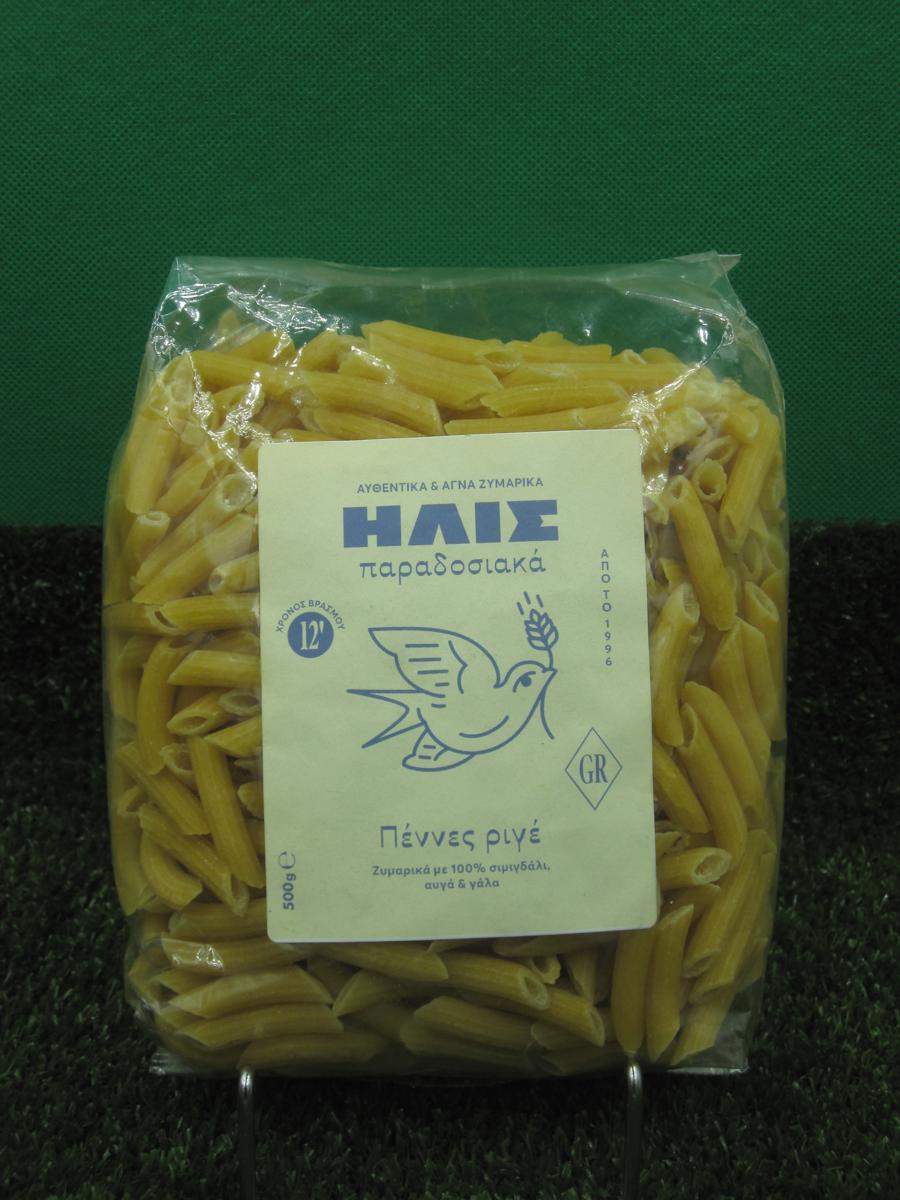 ΑΥΘΕΝΤΙΚΑ & ΑΓΝΑ ΖΥΜΑΡΙΚΑ
ΗΛΙΣ
παραδοσιακά
ΑΠΟ ΤΟ 1996
ΧΡΟΝΟΣ ΒΡΑΣΜΟΥ
12'
GR
Πέννες ριγέ
Ζυμαρικά με 100% σιμιγδάλι,
αυγά & γάλα
500g ℮